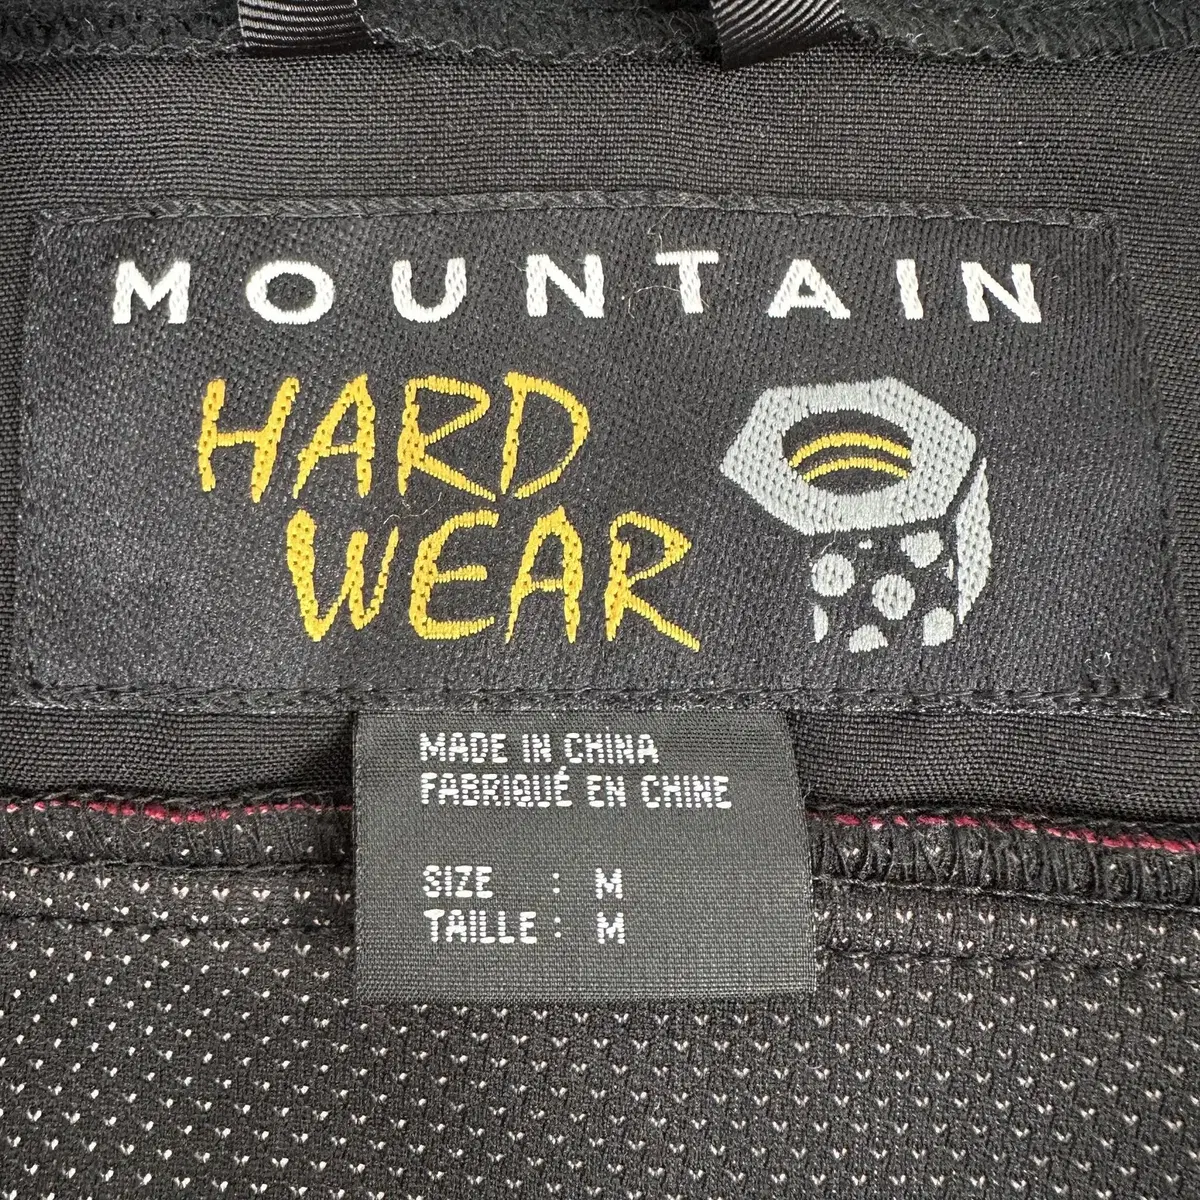 MOUNTAIN
HARD
WEAR
MADE IN CHINA
FABRIQUÉ EN CHINE
SIZE : M
TAILLE : M